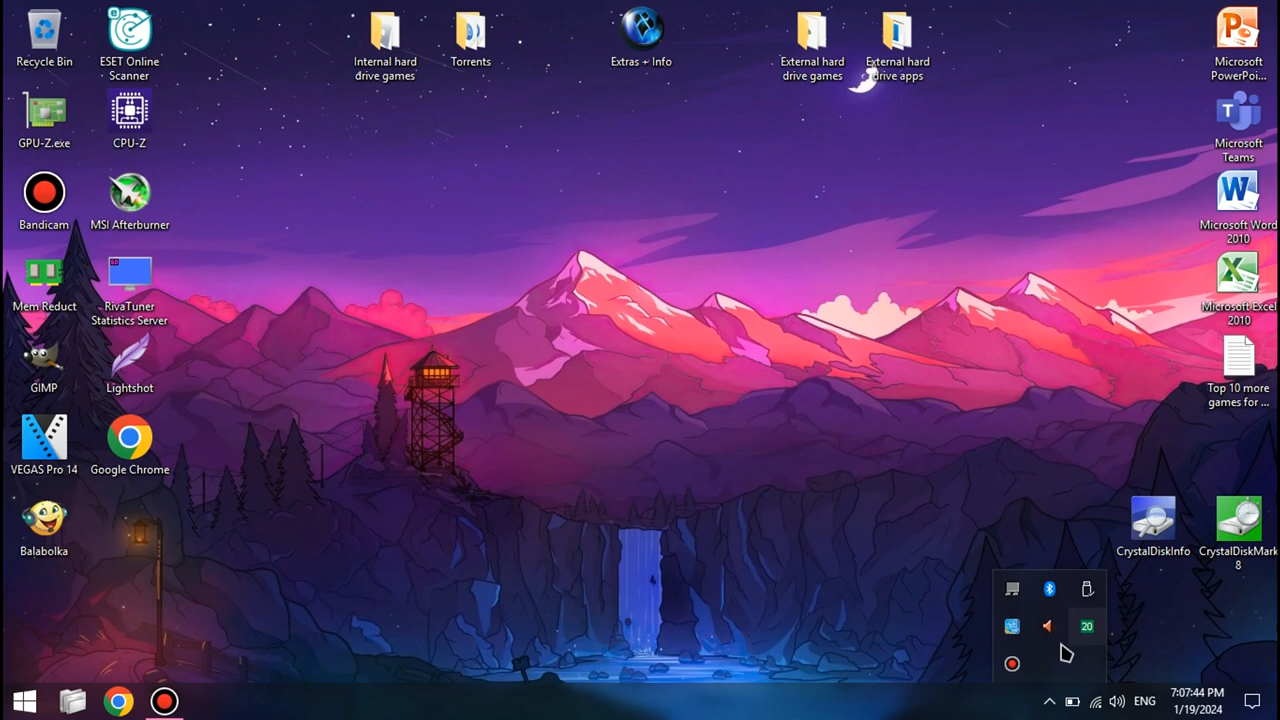 Recycle Bin
ESET Online
Scanner
Internal hard
drive games
Torrents
Extras + Info
External hard
drive games
External hard
drive apps
Microsoft
PowerPoi...
GPU-Z.exe
CPU-Z
Microsoft
Teams
Bandicam
MSI Afterburner
Microsoft Word
2010
Mem Reduct
RivaTuner
Statistics Server
Microsoft Excel
2010
GIMP
Lightshot
Top 10 more
games for ...
VEGAS Pro 14
Google Chrome
Balabolka
CrystalDiskInfo
CrystalDiskMark
8
20
ENG
7:07:44 PM
1/19/2024